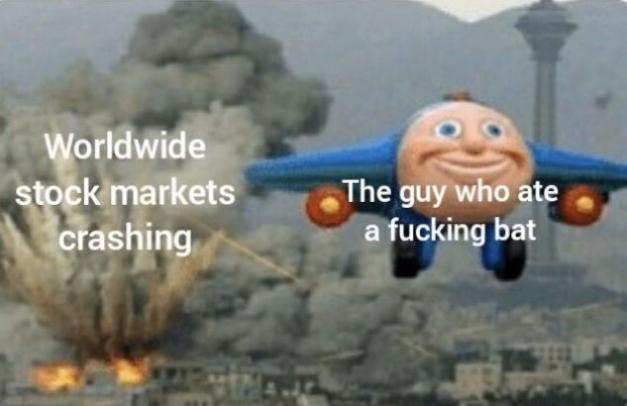 Worldwide
stock markets
crashing
The guy who ate
a fucking bat